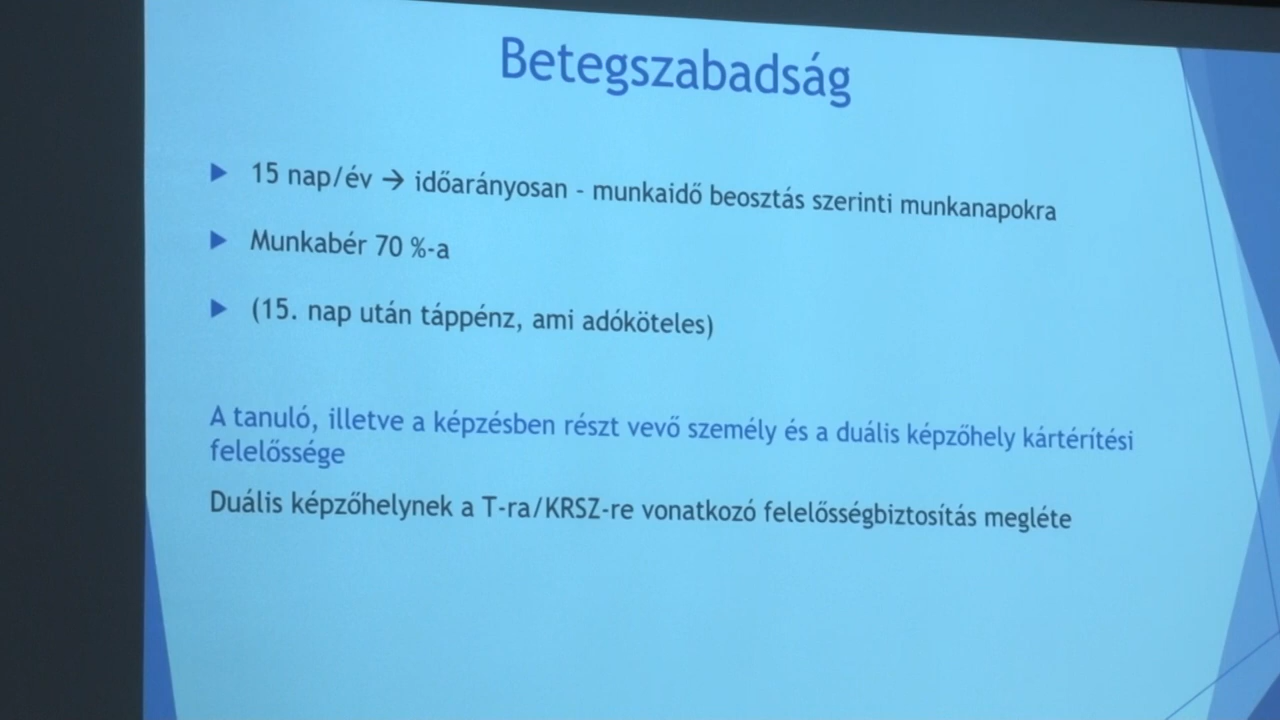 Betegszabadság
▶ 15 nap/év → időarányosan - munkaidő beosztás szerinti munkanapokra
▶ Munkabér 70 %-a
▶ (15. nap után táppénz, ami adóköteles)
A tanuló, illetve a képzésben részt vevő személy és a duális képzőhely kártérítési
felelőssége
Duális képzőhelynek a T-ra/KRSZ-re vonatkozó felelősségbiztosítás megléte